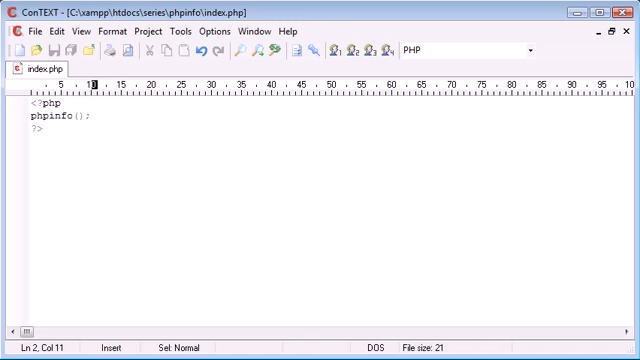 ConTEXT - [C:\xampp\htdocs\series\phpinfo\index.php]
File Edit View Format Project Tools Options Window Help
PHP
index.php
5 10 15 20 25 30 35 40 45 50 55 60 65 70 75 80 85 90 95 100
<?php
phpinfo();
?>
Ln 2, Col 11 Insert Sel: Normal DOS File size: 21